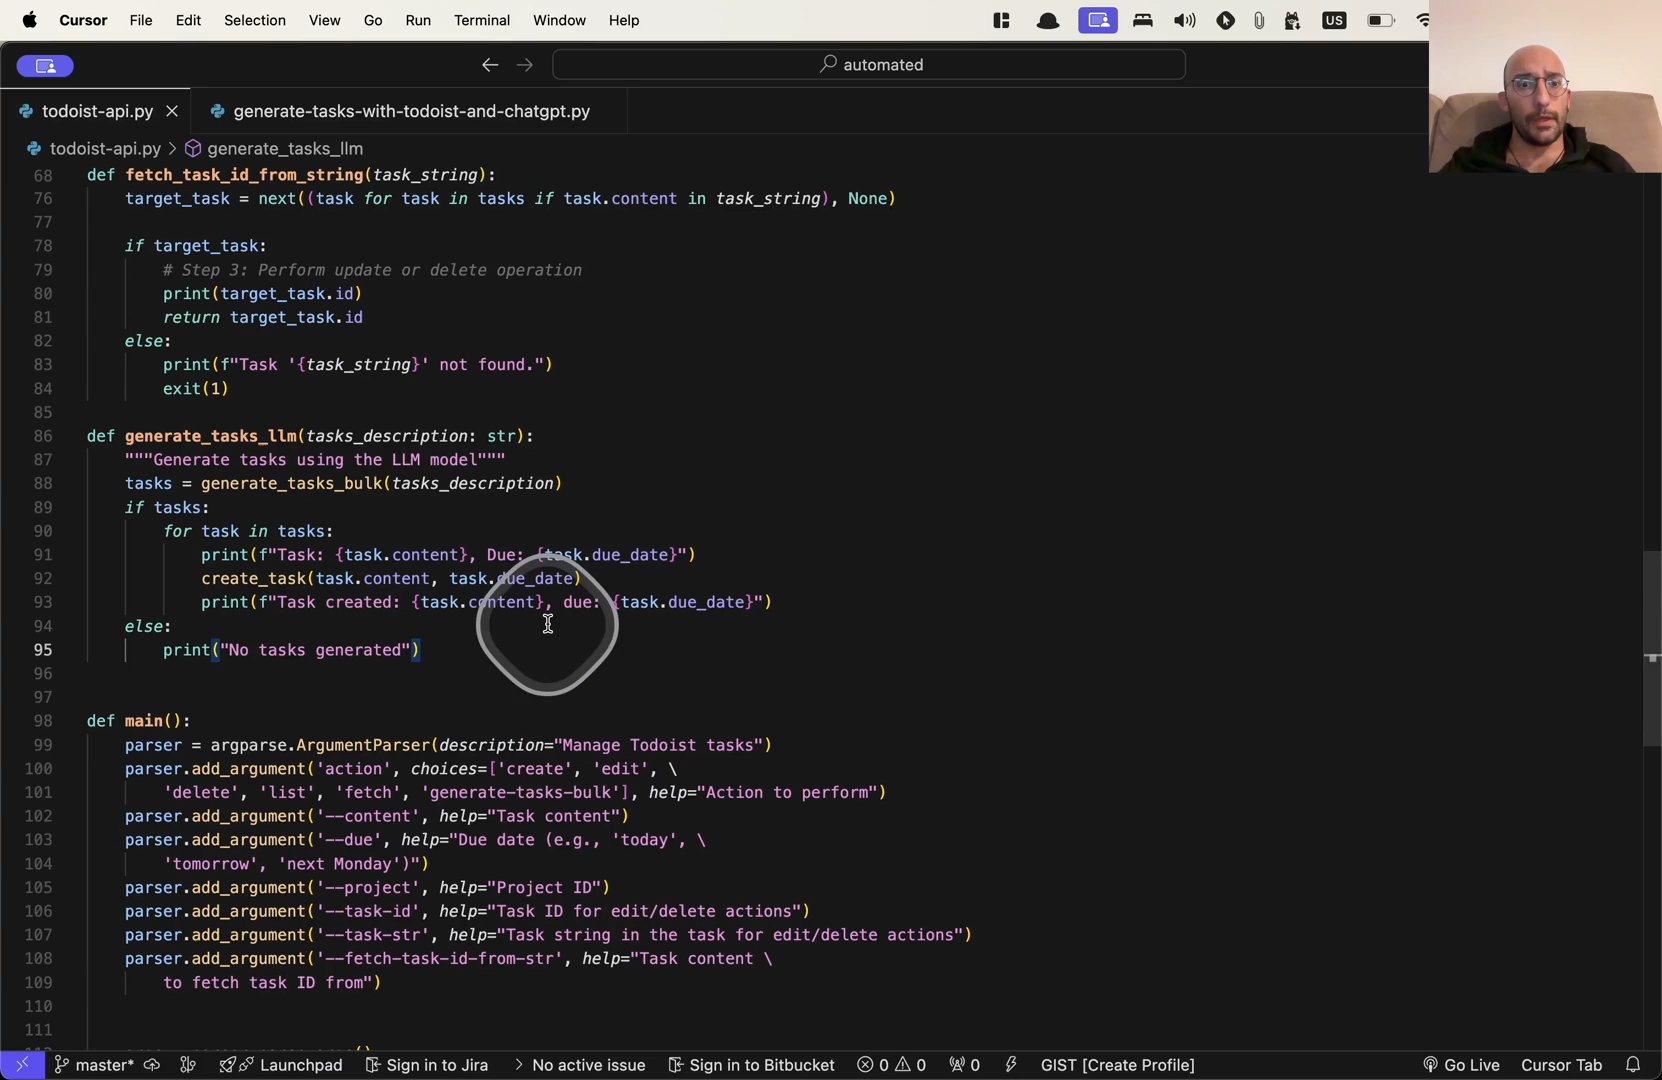 Cursor File Edit Selection View Go Run Terminal Window Help US
automated
todoist-api.py generate-tasks-with-todoist-and-chatgpt.py
todoist-api.py > generate_tasks_llm
68 def fetch_task_id_from_string(task_string):
76 target_task = next((task for task in tasks if task.content in task_string), None)
77
78 if target_task:
79 # Step 3: Perform update or delete operation
80 print(target_task.id)
81 return target_task.id
82 else:
83 print(f"Task '{task_string}' not found.")
84 exit(1)
85
86 def generate_tasks_llm(tasks_description: str):
87 """Generate tasks using the LLM model"""
88 tasks = generate_tasks_bulk(tasks_description)
89 if tasks:
90 for task in tasks:
91 print(f"Task: {task.content}, Due: {task.due_date}")
92 create_task(task.content, task.due_date)
93 print(f"Task created: {task.content}, due: {task.due_date}")
94 else:
95 print("No tasks generated")
96
97
98 def main():
99 parser = argparse.ArgumentParser(description="Manage Todoist tasks")
100 parser.add_argument('action', choices=['create', 'edit', \
101 'delete', 'list', 'fetch', 'generate-tasks-bulk'], help="Action to perform")
102 parser.add_argument('--content', help="Task content")
103 parser.add_argument('--due', help="Due date (e.g., 'today', \
104 'tomorrow', 'next Monday')")
105 parser.add_argument('--project', help="Project ID")
106 parser.add_argument('--task-id', help="Task ID for edit/delete actions")
107 parser.add_argument('--task-str', help="Task string in the task for edit/delete actions")
108 parser.add_argument('--fetch-task-id-from-str', help="Task content \
109 to fetch task ID from")
110
111
master* Launchpad Sign in to Jira > No active issue Sign in to Bitbucket 0 0 0 GIST [Create Profile] Go Live Cursor Tab